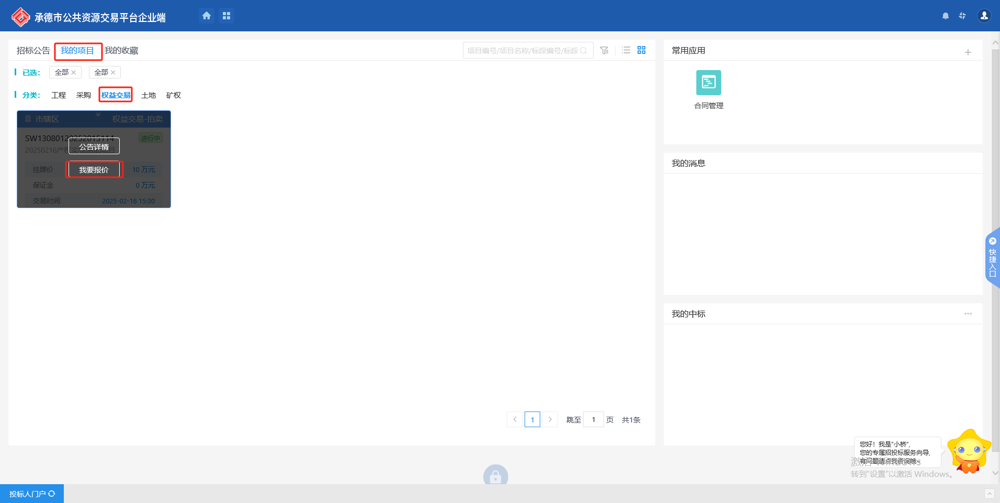 承德市公共资源交易平台企业端
招标公告 我的项目 我的收藏
项目编号/项目名称/标段编号/标段
已选： 全部 全部
分类： 工程 采购 权益交易 土地 矿权
市辖区 权益交易-拍卖
SW13080120252015114 进行中
公告详情
20250216产权实 项目
挂牌价 我要报价 10 万元
保证金 0 万元
交易时间 2025-02-16 15:30
1 跳至 1 页 共1条
常用应用
合同管理
我的消息
我的中标
快捷入口
您好！我是"小桥",
您的专属招投标服务向导,
有问题请点我咨询哦~
激活 Windows
转到"设置"以激活 Windows。
投标人门户